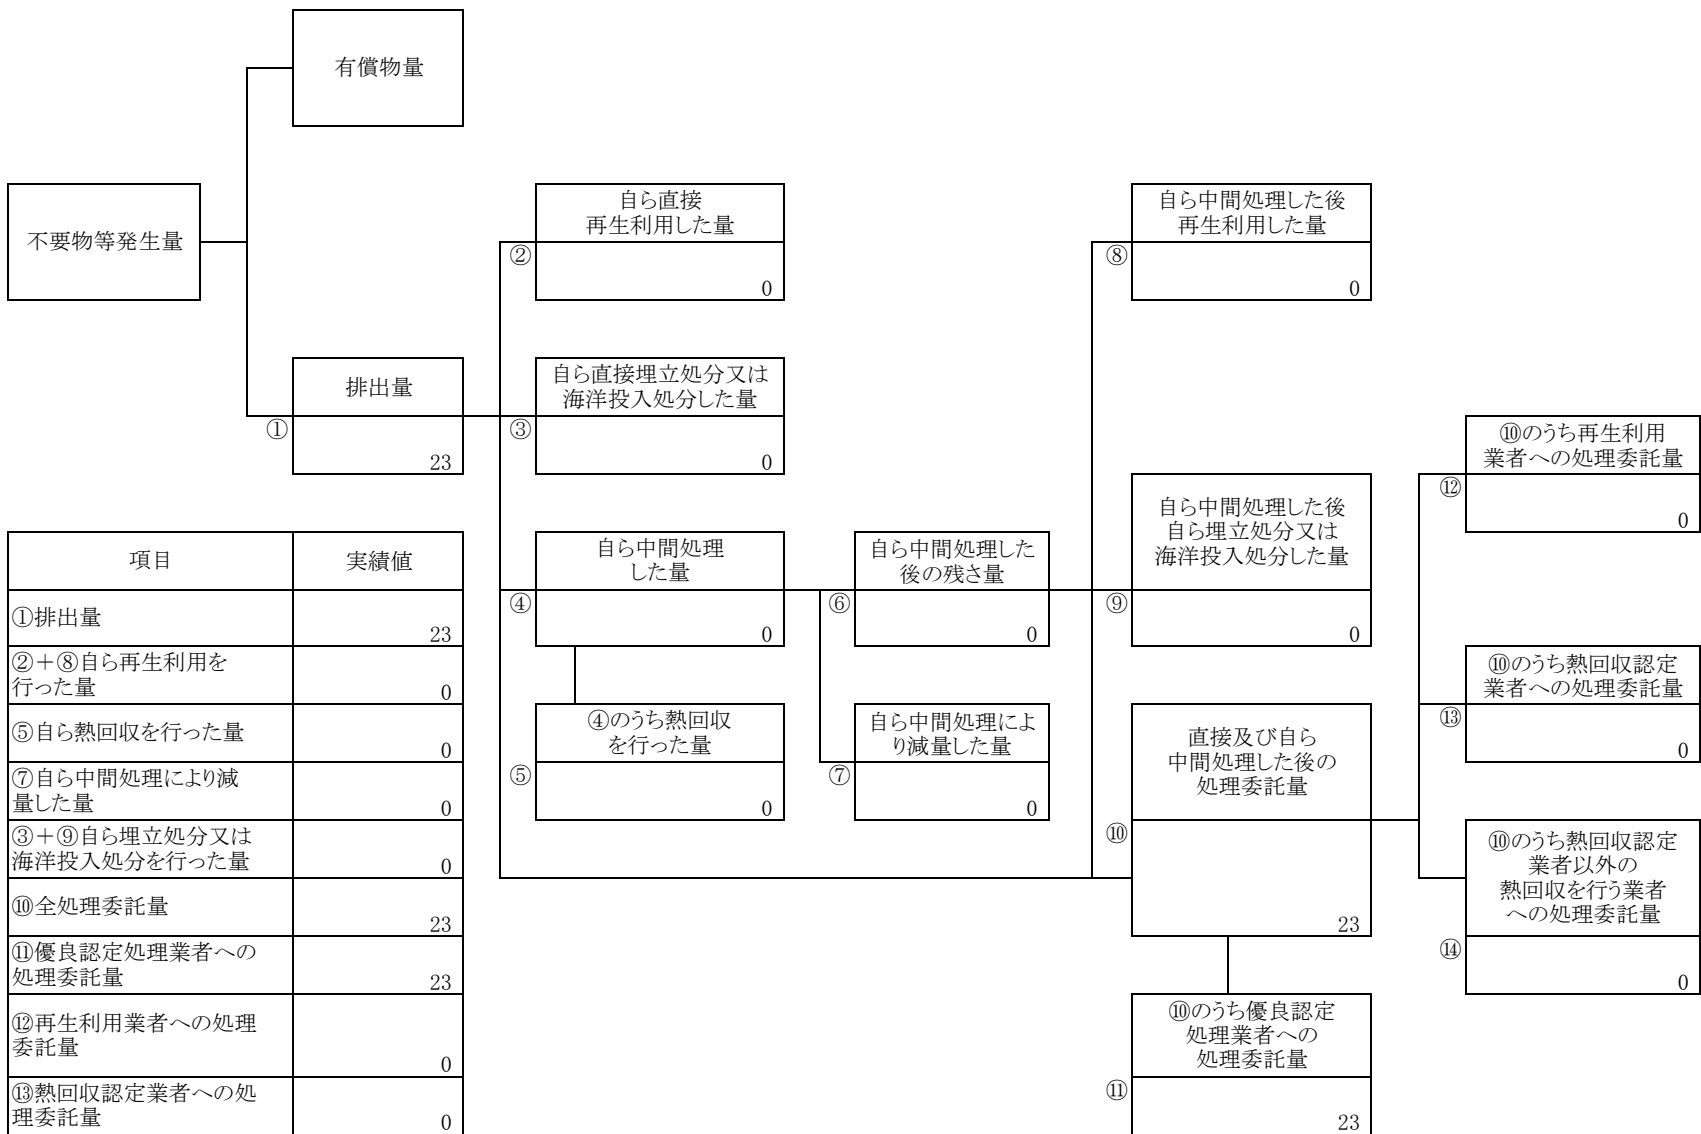 有償物量
不要物等発生量
自ら直接
再生利用した量
②
0
自ら中間処理した後
再生利用した量
⑧
0
排出量
①
23
自ら直接埋立処分又は
海洋投入処分した量
③
0
⑩のうち再生利用
業者への処理委託量
⑫
0
自ら中間処理
した量
④
0
自ら中間処理した
後の残さ量
⑥
0
自ら中間処理した後
自ら埋立処分又は
海洋投入処分した量
⑨
0
④のうち熱回収
を行った量
⑤
0
自ら中間処理によ
り減量した量
⑦
0
直接及び自ら
中間処理した後の
処理委託量
⑩
23
⑩のうち熱回収認定
業者への処理委託量
⑬
0
⑩のうち熱回収認定
業者以外の
熱回収を行う業者
への処理委託量
⑭
0
⑩のうち優良認定
処理業者への
処理委託量
⑪
23
項目 実績値
①排出量
23
②＋⑧自ら再生利用を
行った量 0
⑤自ら熱回収を行った量
0
⑦自ら中間処理により減
量した量 0
③＋⑨自ら埋立処分又は
海洋投入処分を行った量 0
⑩全処理委託量
23
⑪優良認定処理業者への
処理委託量 23
⑫再生利用業者への処理
委託量
0
⑬熱回収認定業者への処
理委託量 0